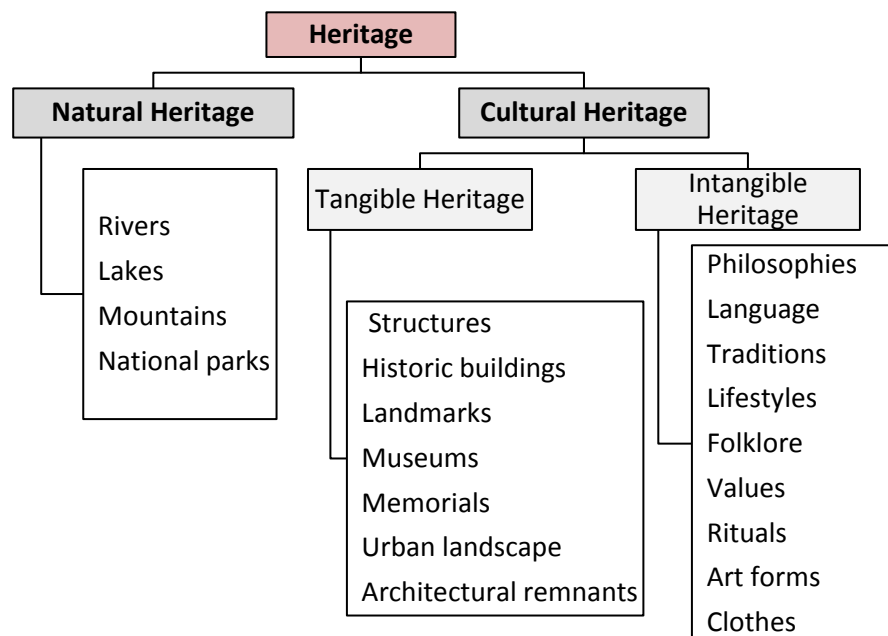 Heritage
Natural Heritage
Rivers
Lakes
Mountains
National parks
Cultural Heritage
Tangible Heritage
Structures
Historic buildings
Landmarks
Museums
Memorials
Urban landscape
Architectural remnants
Intangible
Heritage
Philosophies
Language
Traditions
Lifestyles
Folklore
Values
Rituals
Art forms
Clothes